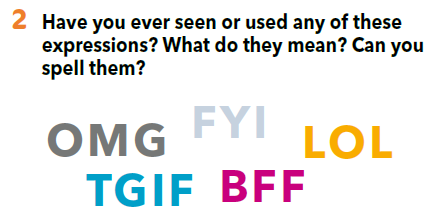 2 Have you ever seen or used any of these
expressions? What do they mean? Can you
spell them?
OMG FYI LOL
TGIF BFF